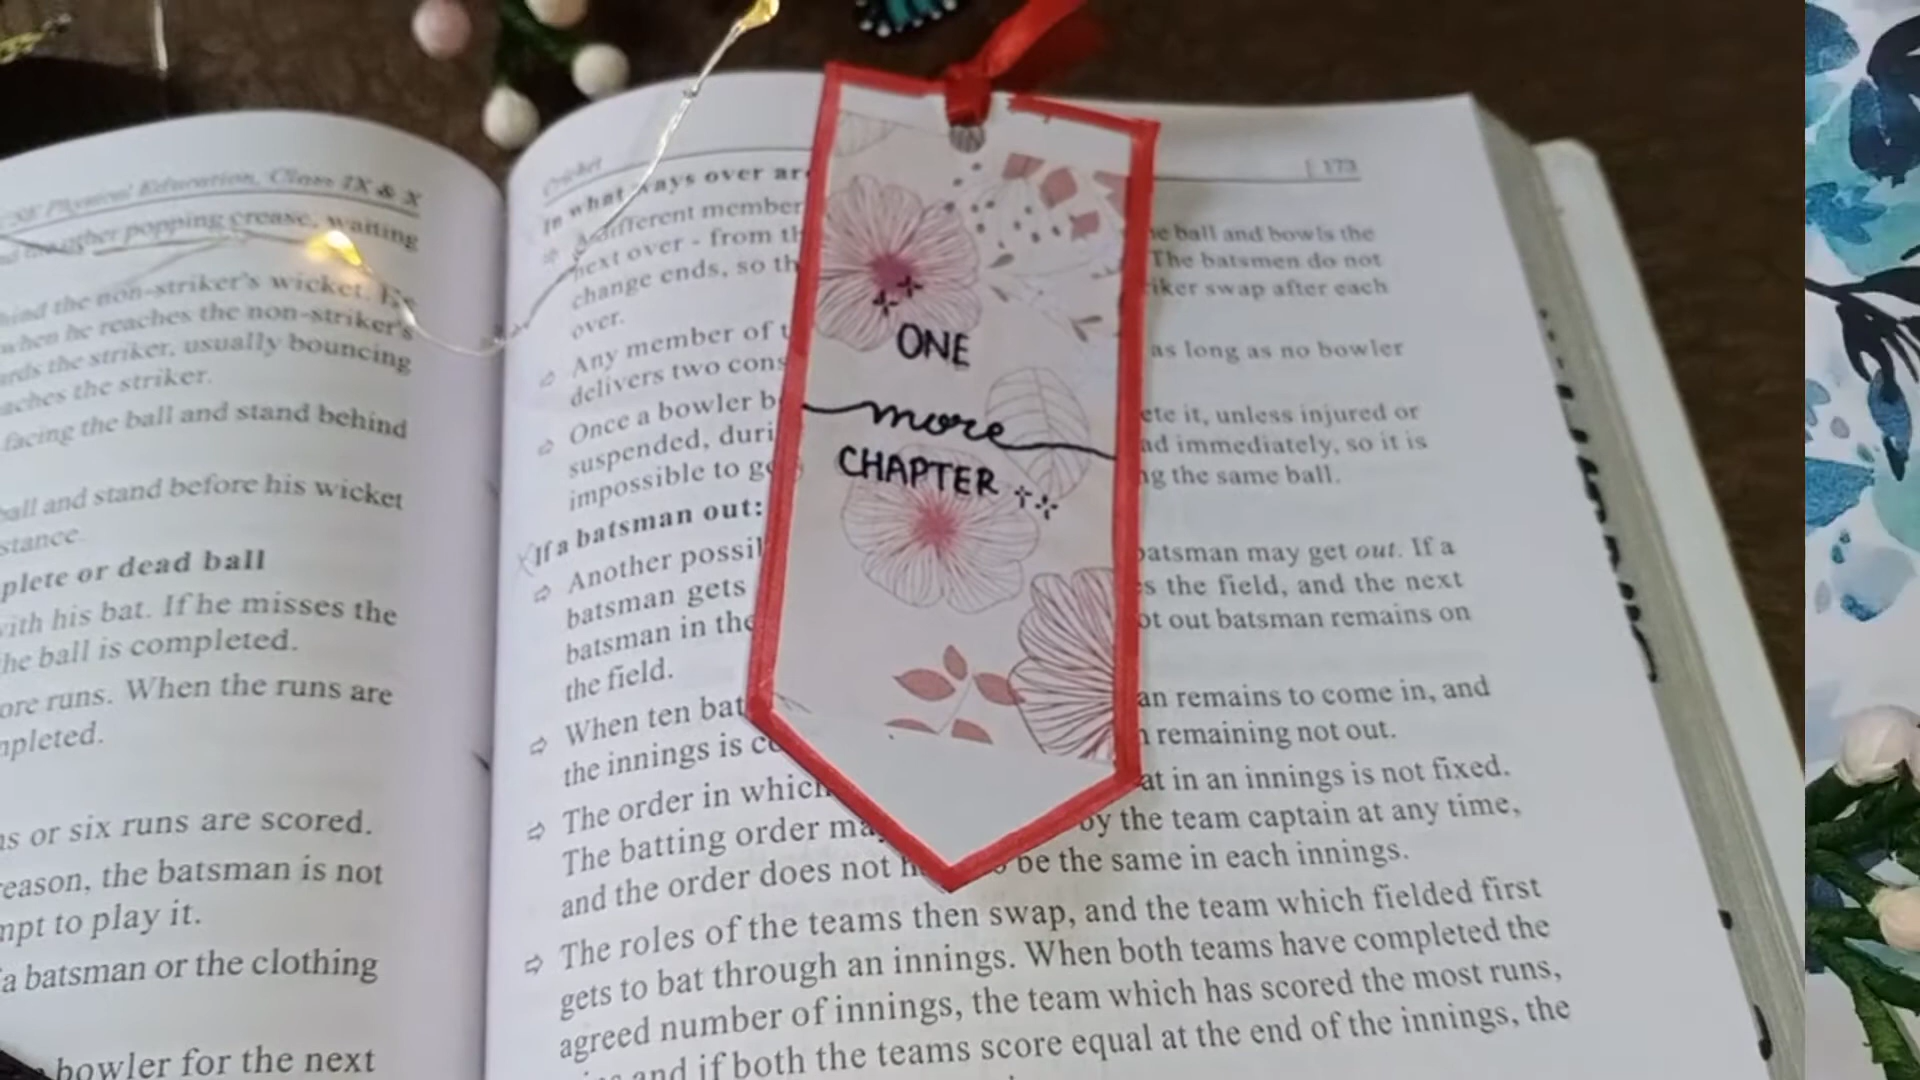 Physical Education, Class IX & X
popping crease, waiting
the non-striker's wicket. He
when he reaches the non-striker's
the striker, usually bouncing
the striker.
facing the ball and stand behind
ball and stand before his wicket
stance.
plete or dead ball
with his bat. If he misses the
he ball is completed.
ore runs. When the runs are
mpleted.
ns or six runs are scored.
reason, the batsman is not
mpt to play it.
a batsman or the clothing
bowler for the next
Cricket
[ 173
In what ways over ar
⇨ A different member
e ball and bowls the
next over - from th
The batsmen do not
change ends, so th
iker swap after each
over.
⇨ Any member of t
as long as no bowler
delivers two cons
⇨ Once a bowler b
ete it, unless injured or
suspended, duri
ad immediately, so it is
impossible to g
ng the same ball.
If a batsman out:
⇨ Another possil
batsman may get out. If a
batsman gets
s the field, and the next
batsman in the
ot out batsman remains on
the field.
⇨ When ten bat
an remains to come in, and
the innings is c
n remaining not out.
⇨ The order in which
at in an innings is not fixed.
The batting order ma
by the team captain at any time,
and the order does not h
be the same in each innings.
⇨ The roles of the teams then swap, and the team which fielded first
gets to bat through an innings. When both teams have completed the
agreed number of innings, the team which has scored the most runs,
and if both the teams score equal at the end of the innings, the
ONE
more
CHAPTER